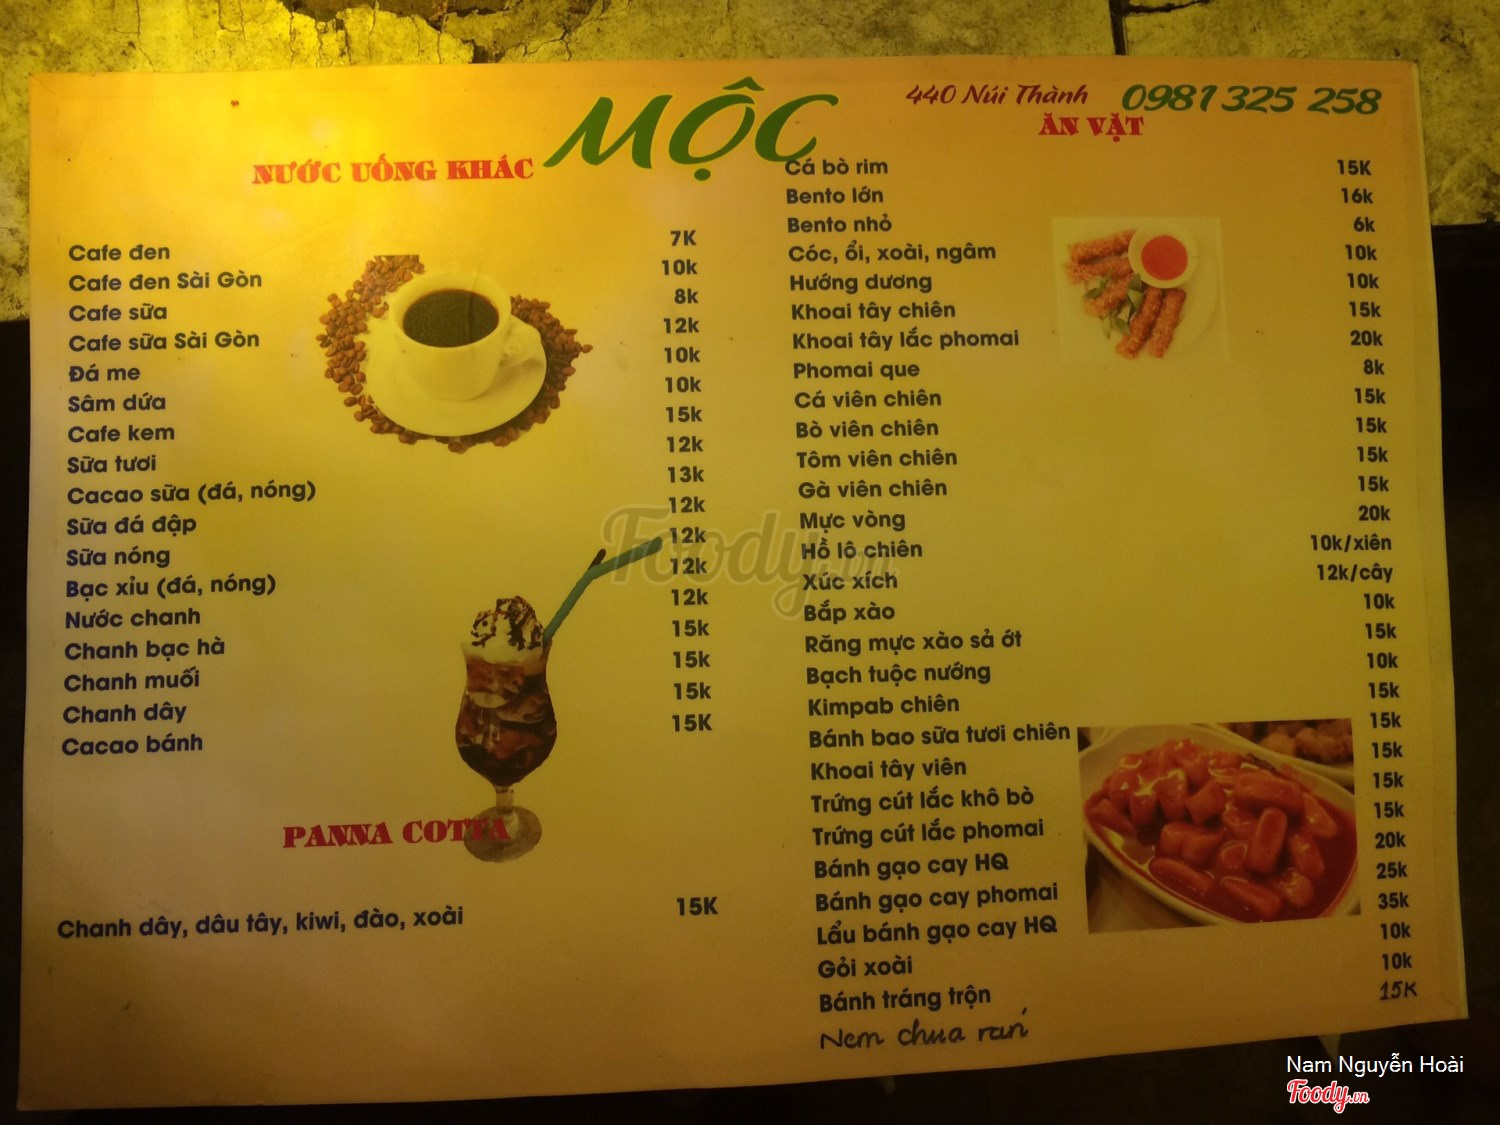 MỘC
440 Núi Thành 0981 325 258
NƯỚC UỐNG KHÁC
Cafe đen 7K
Cafe đen Sài Gòn 10k
Cafe sữa 8k
Cafe sữa Sài Gòn 12k
Đá me 10k
Sâm dứa 10k
Cafe kem 15k
Sữa tươi 12k
Cacao sữa (đá, nóng) 13k
Sữa đá đập 12k
Sữa nóng 12k
Bạc xỉu (đá, nóng) 12k
Nước chanh 12k
Chanh bạc hà 15k
Chanh muối 15k
Chanh dây 15k
Cacao bánh 15K
PANNA COTTA
Chanh dây, dâu tây, kiwi, đào, xoài 15K
ĂN VẶT
Cá bò rim 15K
Bento lớn 16k
Bento nhỏ 6k
Cóc, ổi, xoài, ngâm 10k
Hướng dương 10k
Khoai tây chiên 15k
Khoai tây lắc phomai 20k
Phomai que 8k
Cá viên chiên 15k
Bò viên chiên 15k
Tôm viên chiên 15k
Gà viên chiên 15k
Mực vòng 20k
Hồ lô chiên 10k/xiên
Xúc xích 12k/cây
Bắp xào 10k
Răng mực xào sả ớt 15k
Bạch tuộc nướng 10k
Kimpab chiên 15k
Bánh bao sữa tươi chiên 15k
Khoai tây viên 15k
Trứng cút lắc khô bò 15k
Trứng cút lắc phomai 15k
Bánh gạo cay HQ 20k
Bánh gạo cay phomai 25k
Lẩu bánh gạo cay HQ 35k
Gỏi xoài 10k
Bánh tráng trộn 10k
Nem chua rán 15K
Foody.vn
Nam Nguyễn Hoài
Foody.vn